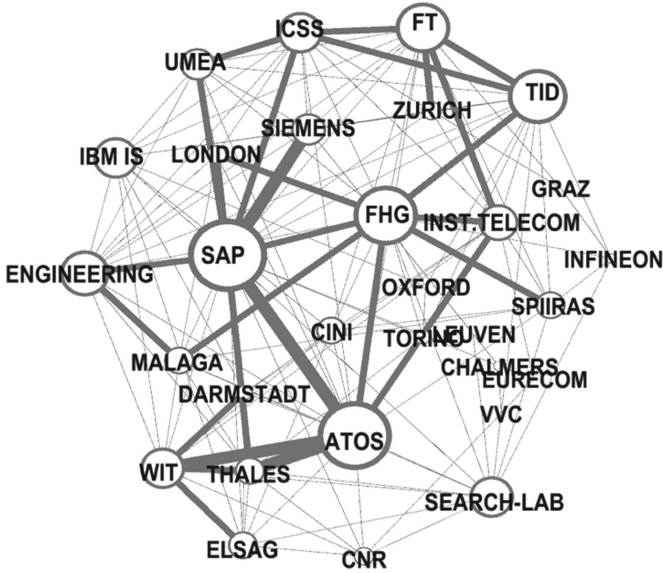 ICSS
FT
UMEA
TID
ZURICH
SIEMENS
IBM IS
LONDON
GRAZ
FHG
INST.TELECOM
SAP
INFINEON
ENGINEERING
OXFORD
SPIIRAS
CINI
TORINO
LEUVEN
MALAGA
CHALMERS
EURECOM
DARMSTADT
VVC
ATOS
WIT
THALES
SEARCH-LAB
ELSAG
CNR